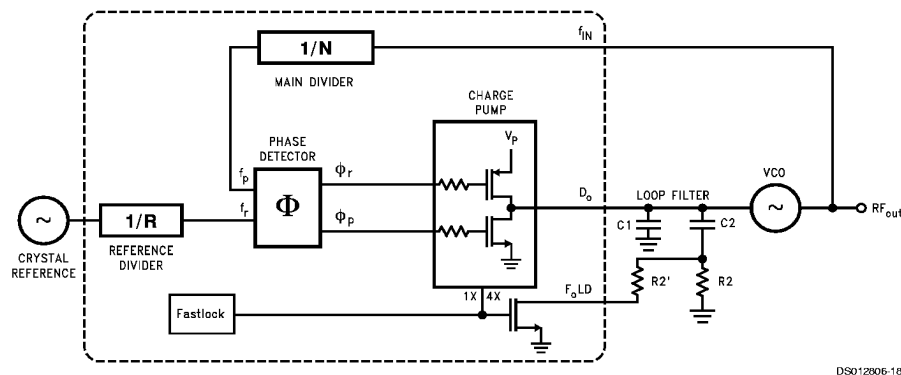 1/N
f_IN
MAIN DIVIDER
CHARGE
PUMP
V_P
PHASE
DETECTOR
f_p
ϕ_r
D_o
LOOP FILTER
VCO
~
1/R
f_r
Φ
ϕ_p
C1
C2
~
RF_out
CRYSTAL
REFERENCE
REFERENCE
DIVIDER
R2'
R2
1X
4X
F_oLD
Fastlock
DS012806-18